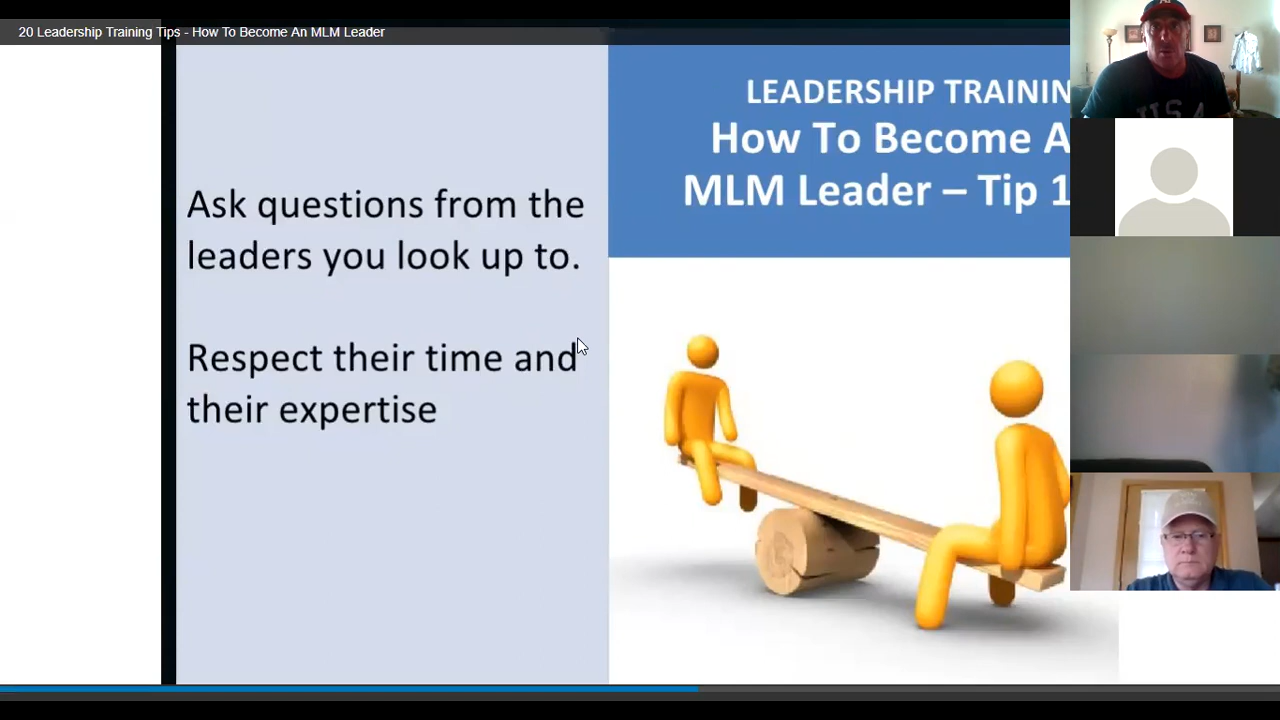 20 Leadership Training Tips - How To Become An MLM Leader
LEADERSHIP TRAININ
How To Become A
MLM Leader – Tip 1
Ask questions from the
leaders you look up to.
Respect their time and
their expertise
USA